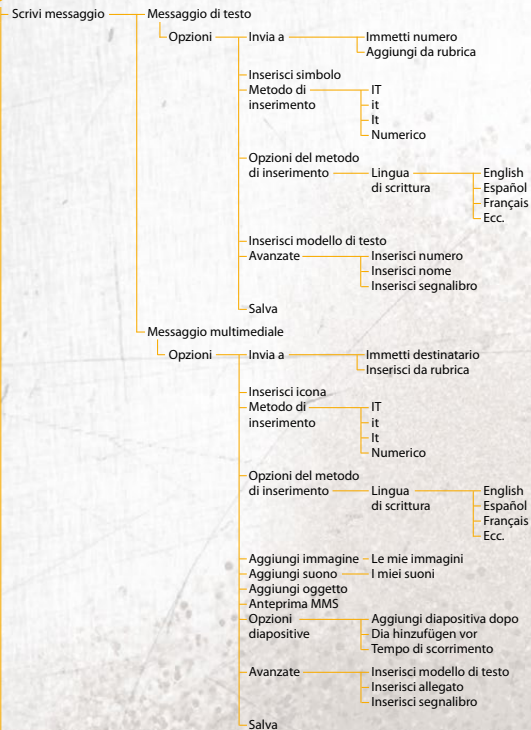 Scrivi messaggio
Messaggio di testo
Opzioni
Invia a
Immetti numero
Aggiungi da rubrica
Inserisci simbolo
Metodo di
inserimento
IT
it
It
Numerico
Opzioni del metodo
di inserimento
Lingua
di scrittura
English
Español
Français
Ecc.
Inserisci modello di testo
Avanzate
Inserisci numero
Inserisci nome
Inserisci segnalibro
Salva
Messaggio multimediale
Opzioni
Invia a
Immetti destinatario
Inserisci da rubrica
Inserisci icona
Metodo di
inserimento
IT
it
It
Numerico
Opzioni del metodo
di inserimento
Lingua
di scrittura
English
Español
Français
Ecc.
Aggiungi immagine
Le mie immagini
Aggiungi suono
I miei suoni
Aggiungi oggetto
Anteprima MMS
Opzioni
diapositive
Aggiungi diapositiva dopo
Dia hinzufügen vor
Tempo di scorrimento
Avanzate
Inserisci modello di testo
Inserisci allegato
Inserisci segnalibro
Salva